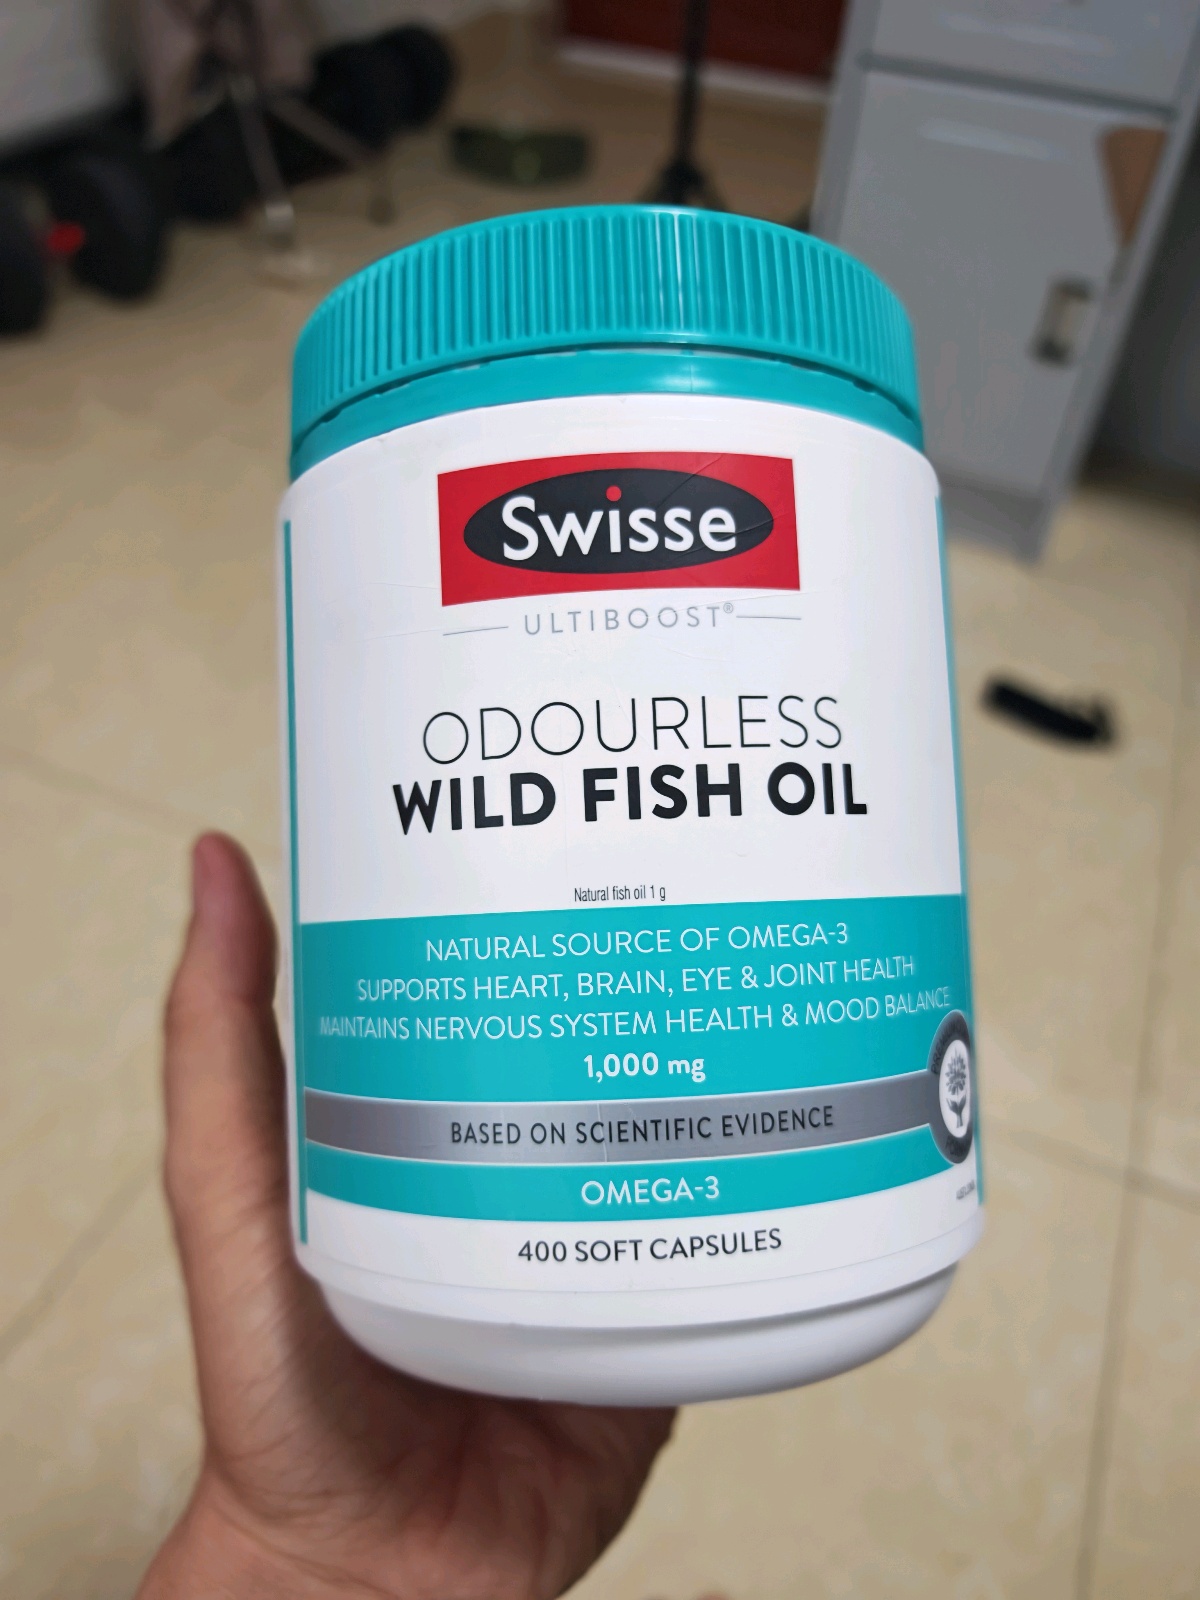 Swisse
ULTIBOOST®
ODOURLESS
WILD FISH OIL
Natural fish oil 1 g
NATURAL SOURCE OF OMEGA-3
SUPPORTS HEART, BRAIN, EYE & JOINT HEALTH
MAINTAINS NERVOUS SYSTEM HEALTH & MOOD BALANCE
1,000 mg
BASED ON SCIENTIFIC EVIDENCE
OMEGA-3
400 SOFT CAPSULES